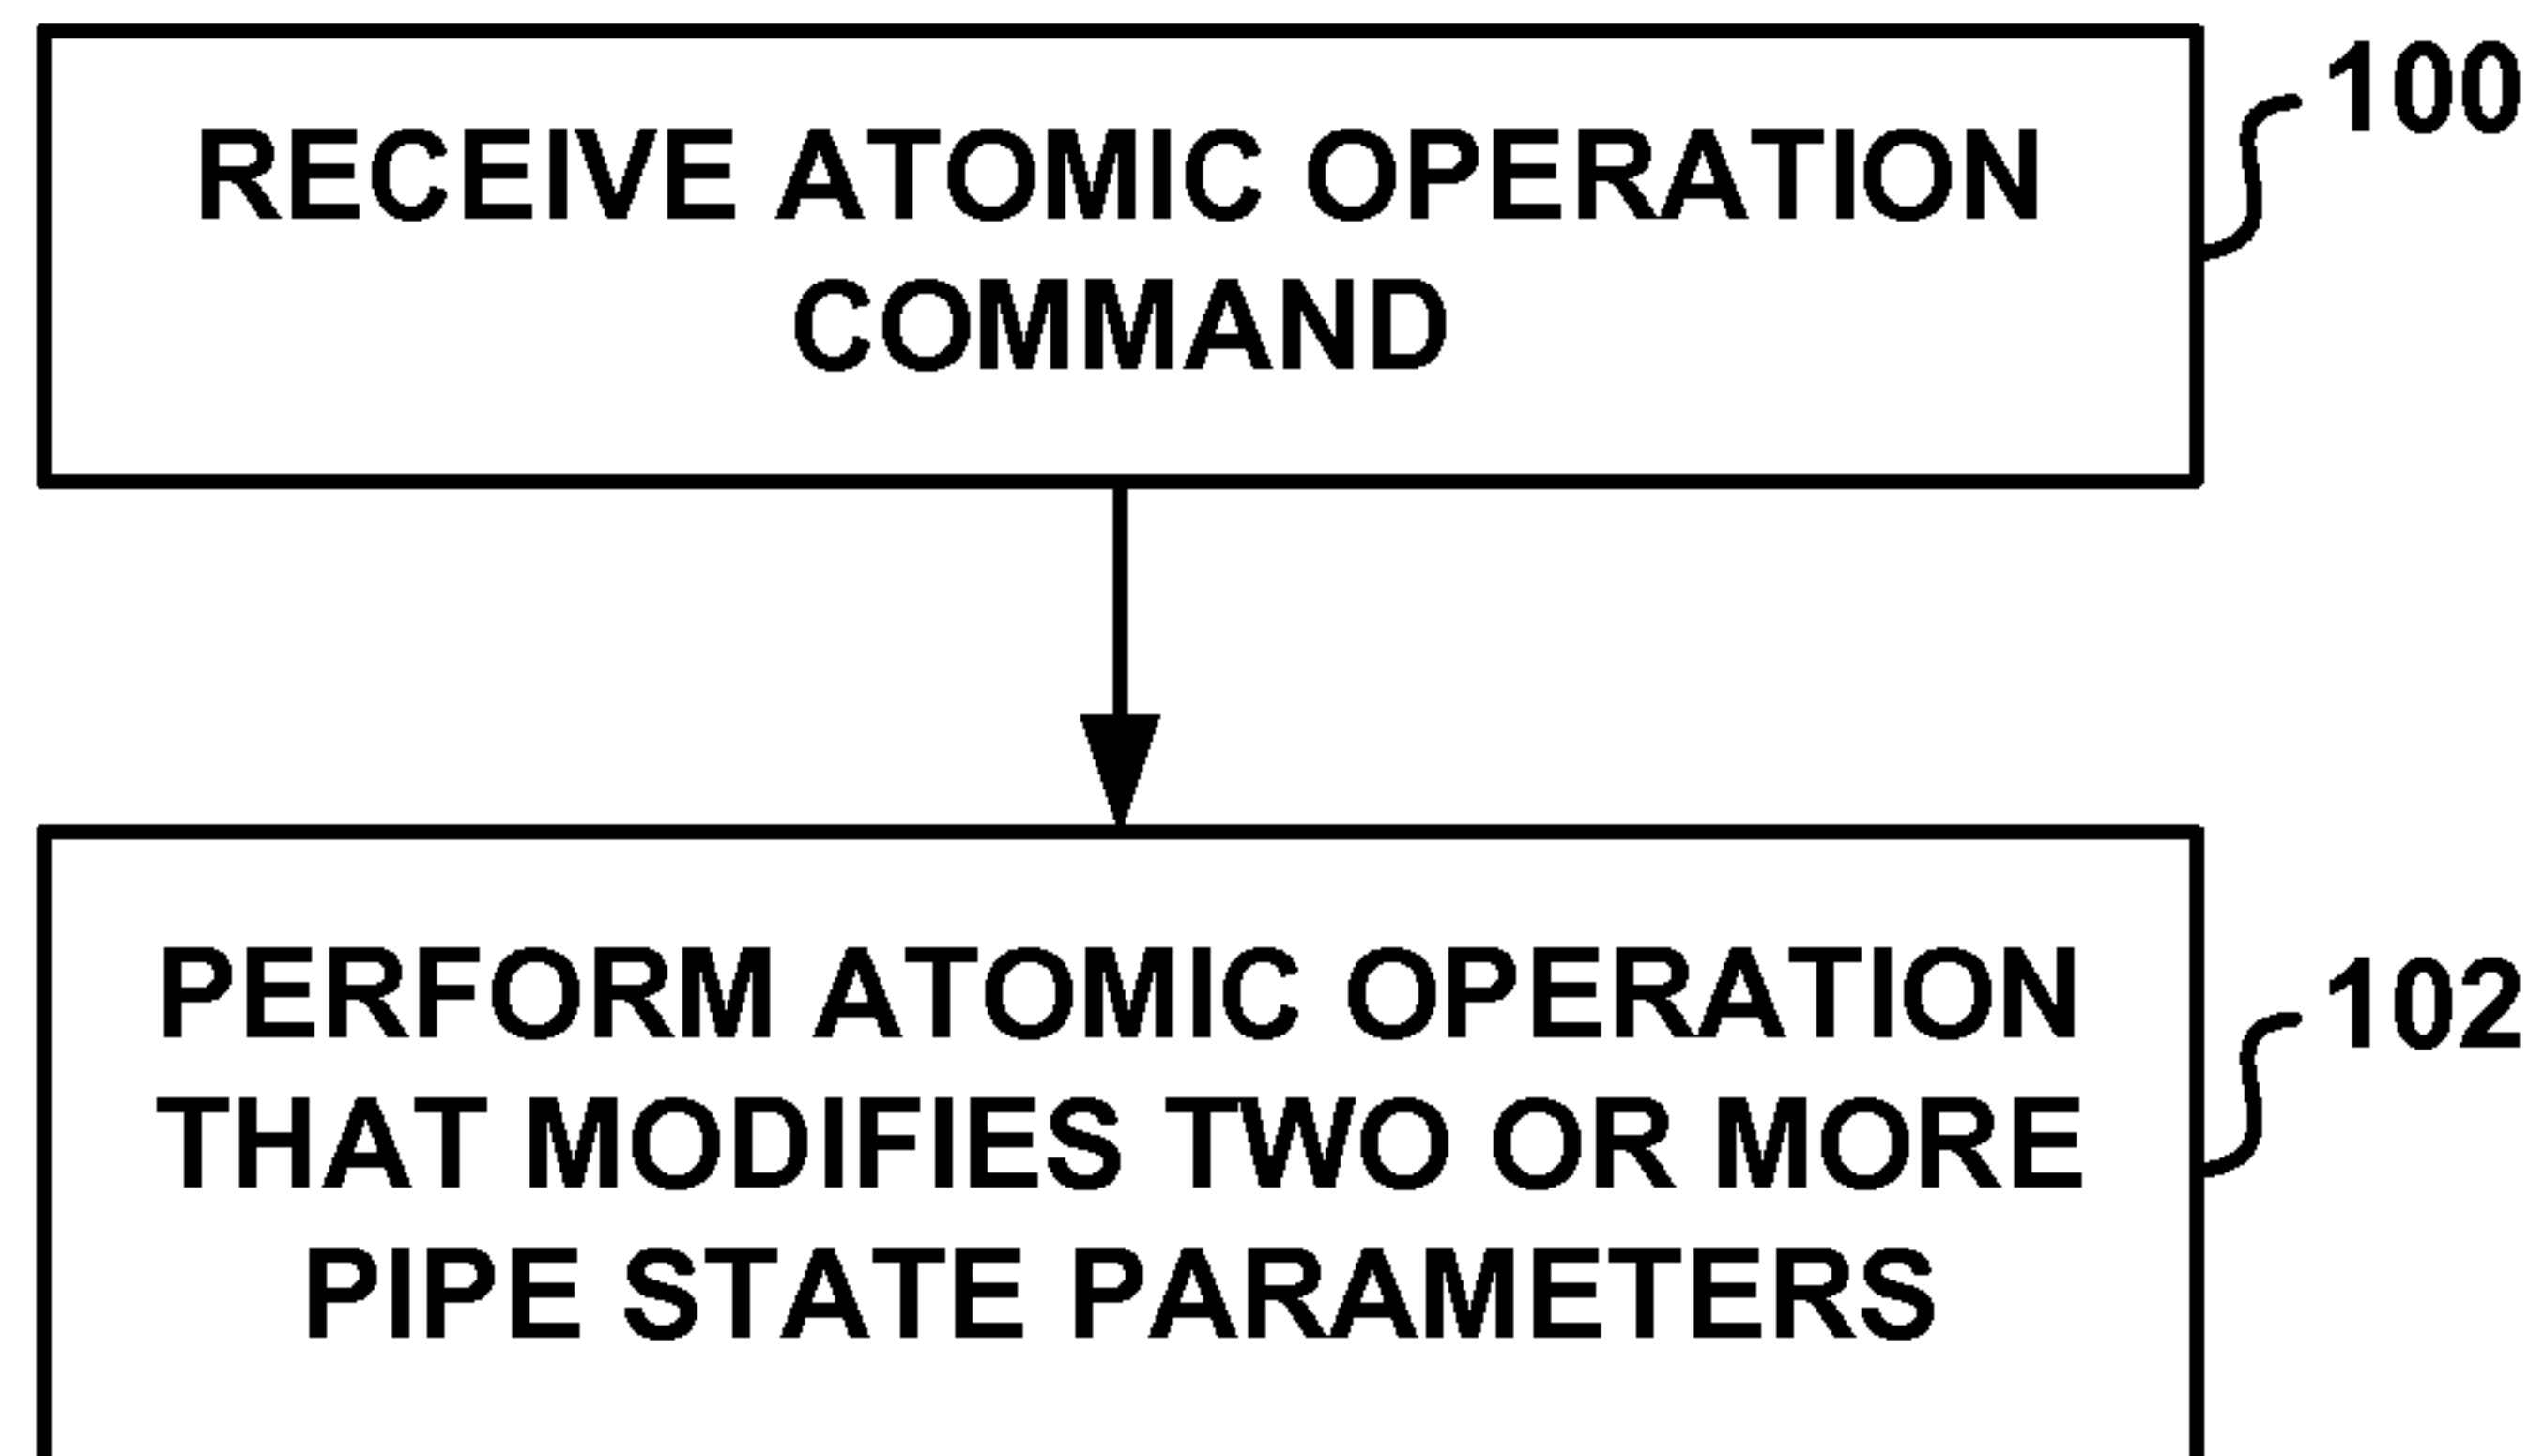 RECEIVE ATOMIC OPERATION
COMMAND
100
PERFORM ATOMIC OPERATION
THAT MODIFIES TWO OR MORE
PIPE STATE PARAMETERS
102